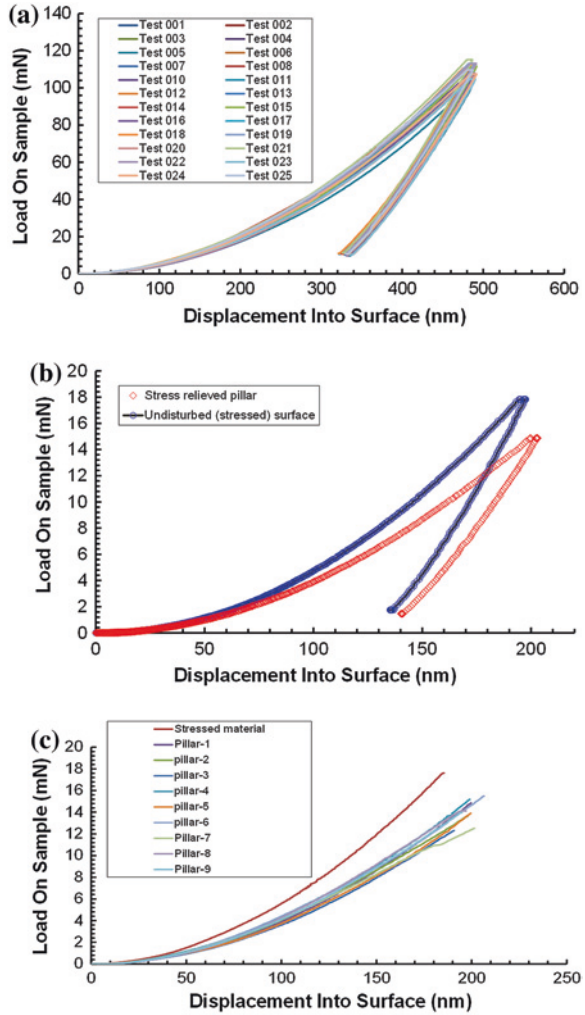 (a)
140
120
100
80
60
40
20
0
Load On Sample (mN)
Test 001 Test 002
Test 003 Test 004
Test 005 Test 006
Test 007 Test 008
Test 010 Test 011
Test 012 Test 013
Test 014 Test 015
Test 016 Test 017
Test 018 Test 019
Test 020 Test 021
Test 022 Test 023
Test 024 Test 025
0 100 200 300 400 500 600
Displacement Into Surface (nm)
(b)
20
18
16
14
12
10
8
6
4
2
0
Load On Sample (mN)
Stress relieved pillar
Undisturbed (stressed) surface
0 50 100 150 200
Displacement Into Surface (nm)
(c)
20
18
16
14
12
10
8
6
4
2
0
Load On Sample (mN)
Stressed material
Pillar-1
pillar-2
pillar-3
pillar-4
pillar-5
pillar-6
Pillar-7
Pillar-8
Pillar-9
0 50 100 150 200 250
Displacement Into Surface (nm)